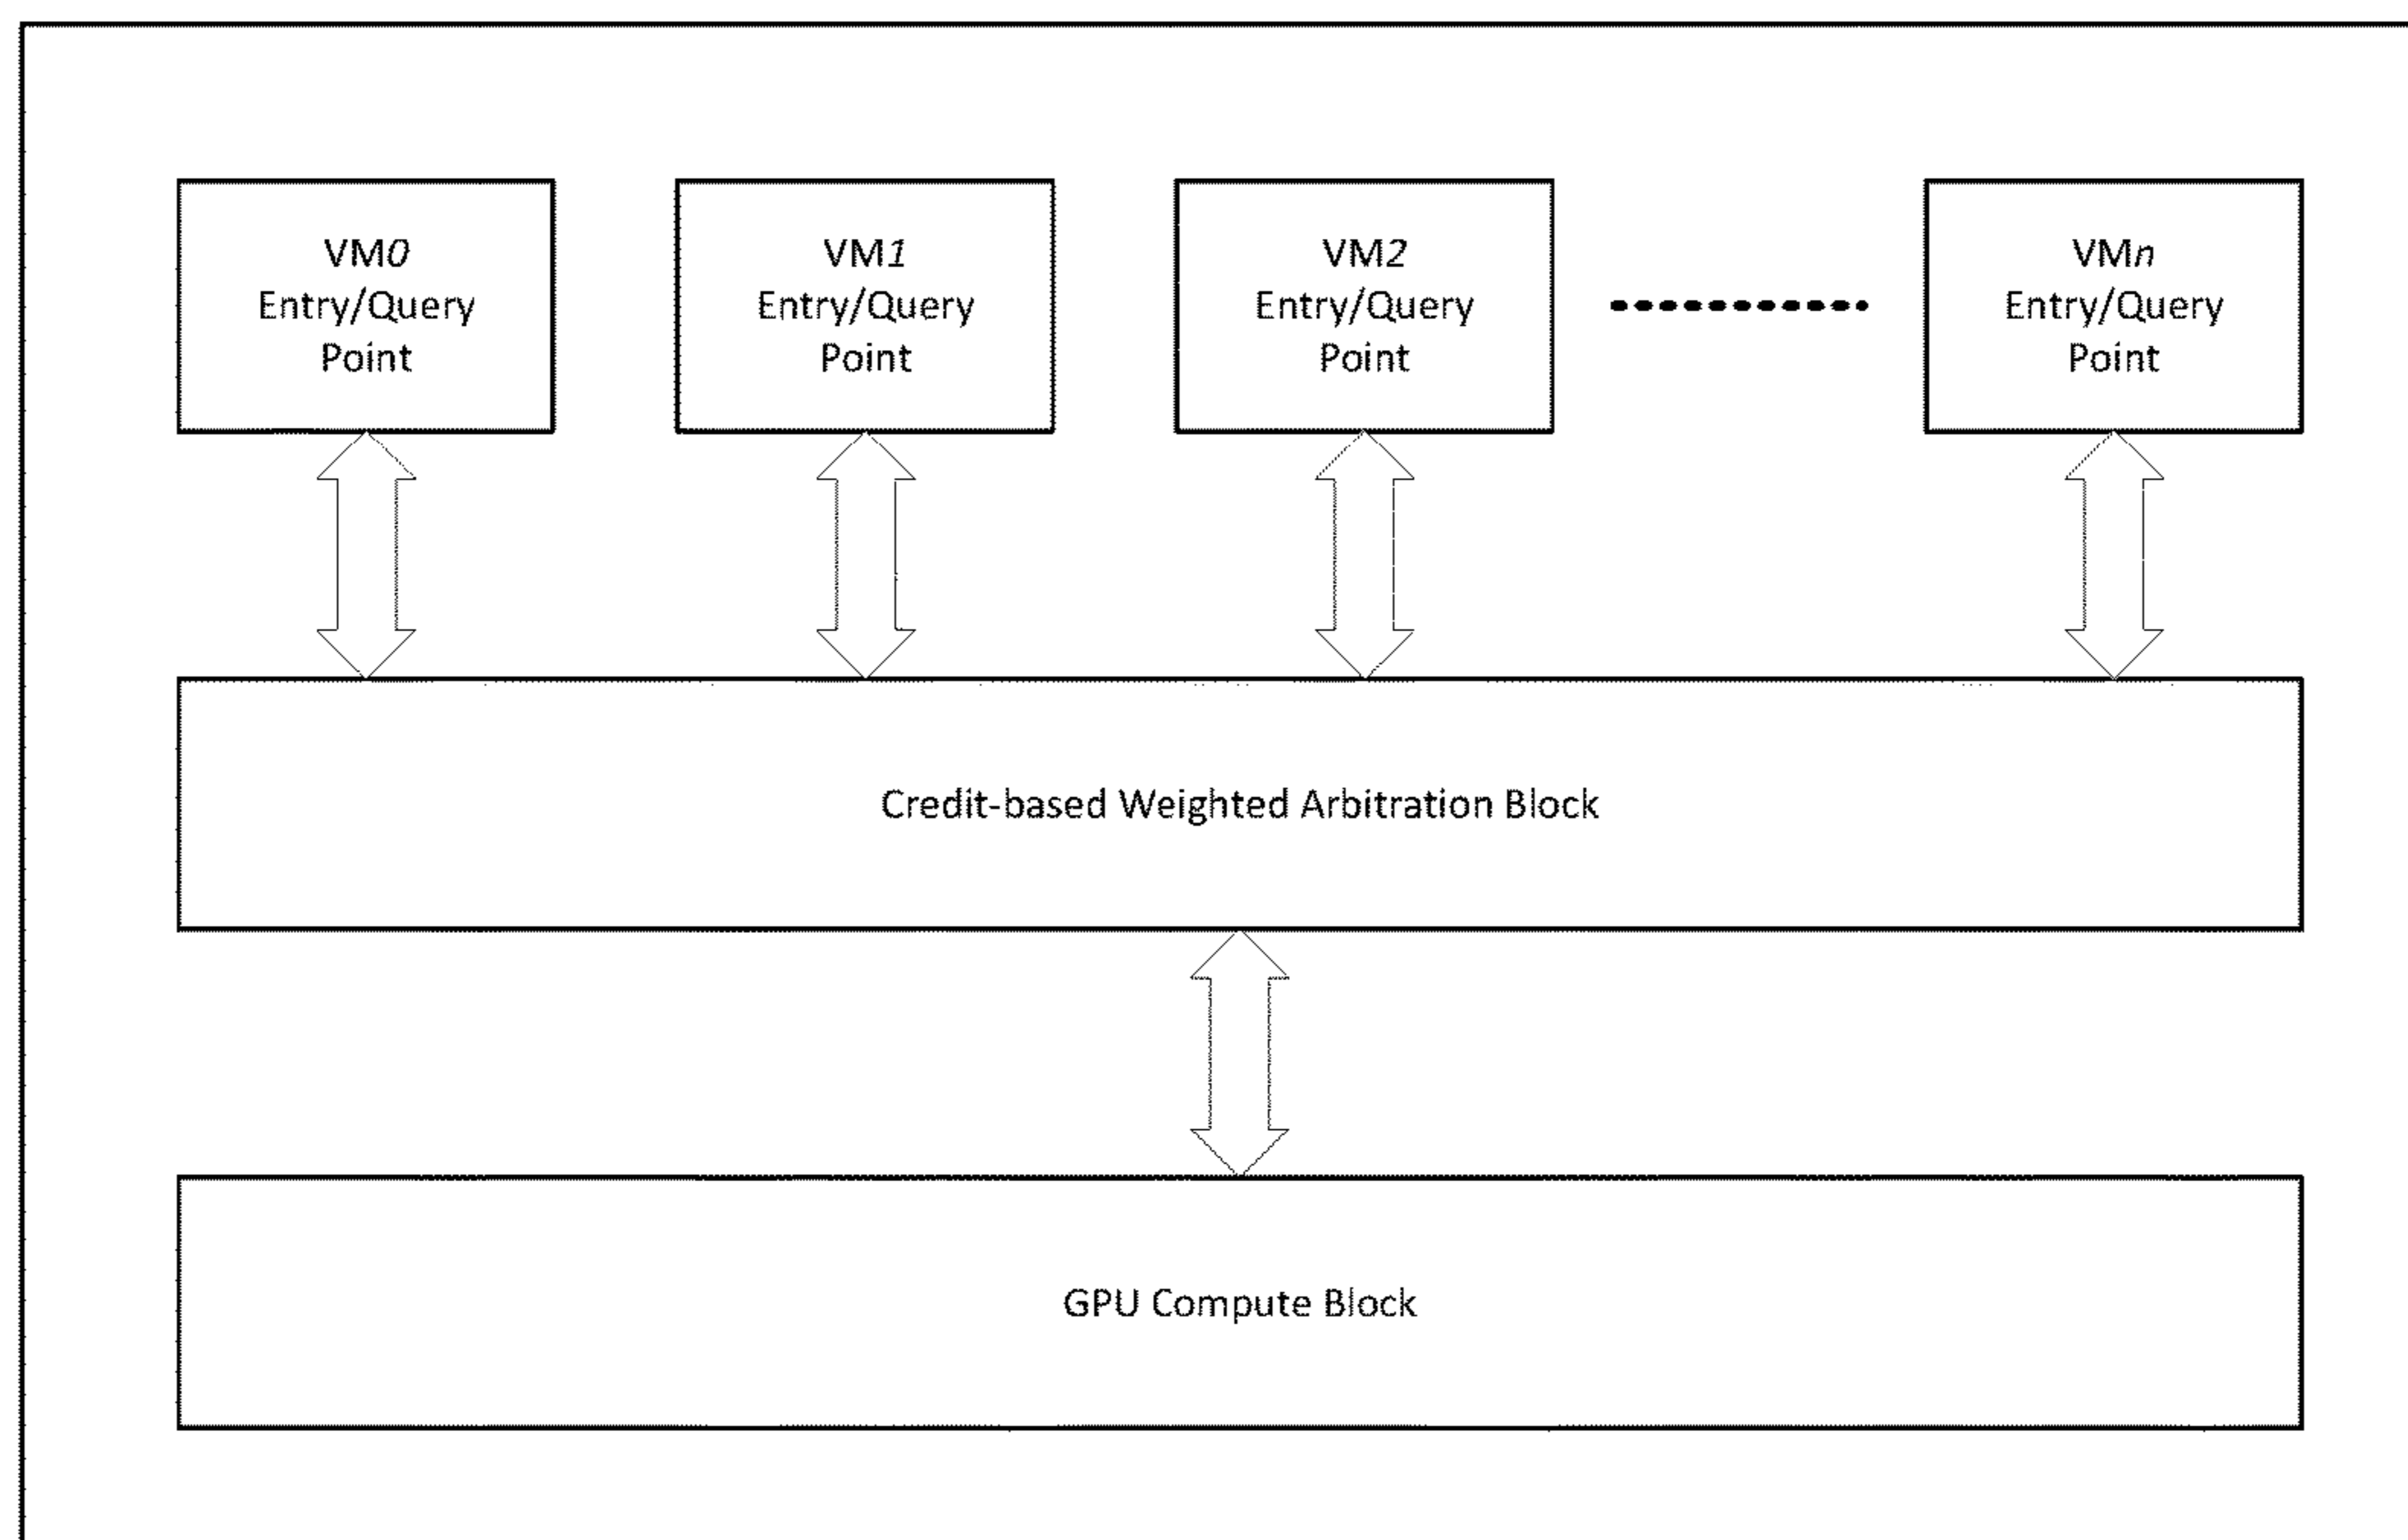 VM0
Entry/Query
Point
VM1
Entry/Query
Point
VM2
Entry/Query
Point
VMn
Entry/Query
Point
Credit-based Weighted Arbitration Block
GPU Compute Block